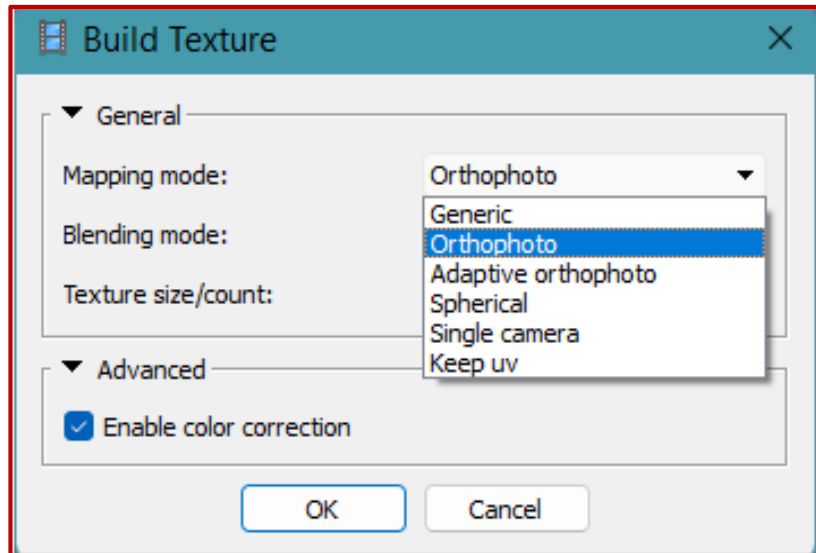 Build Texture
General
Mapping mode: Orthophoto
Generic
Blending mode:
Orthophoto
Adaptive orthophoto
Texture size/count:
Spherical
Single camera
Keep uv
Advanced
Enable color correction
OK Cancel